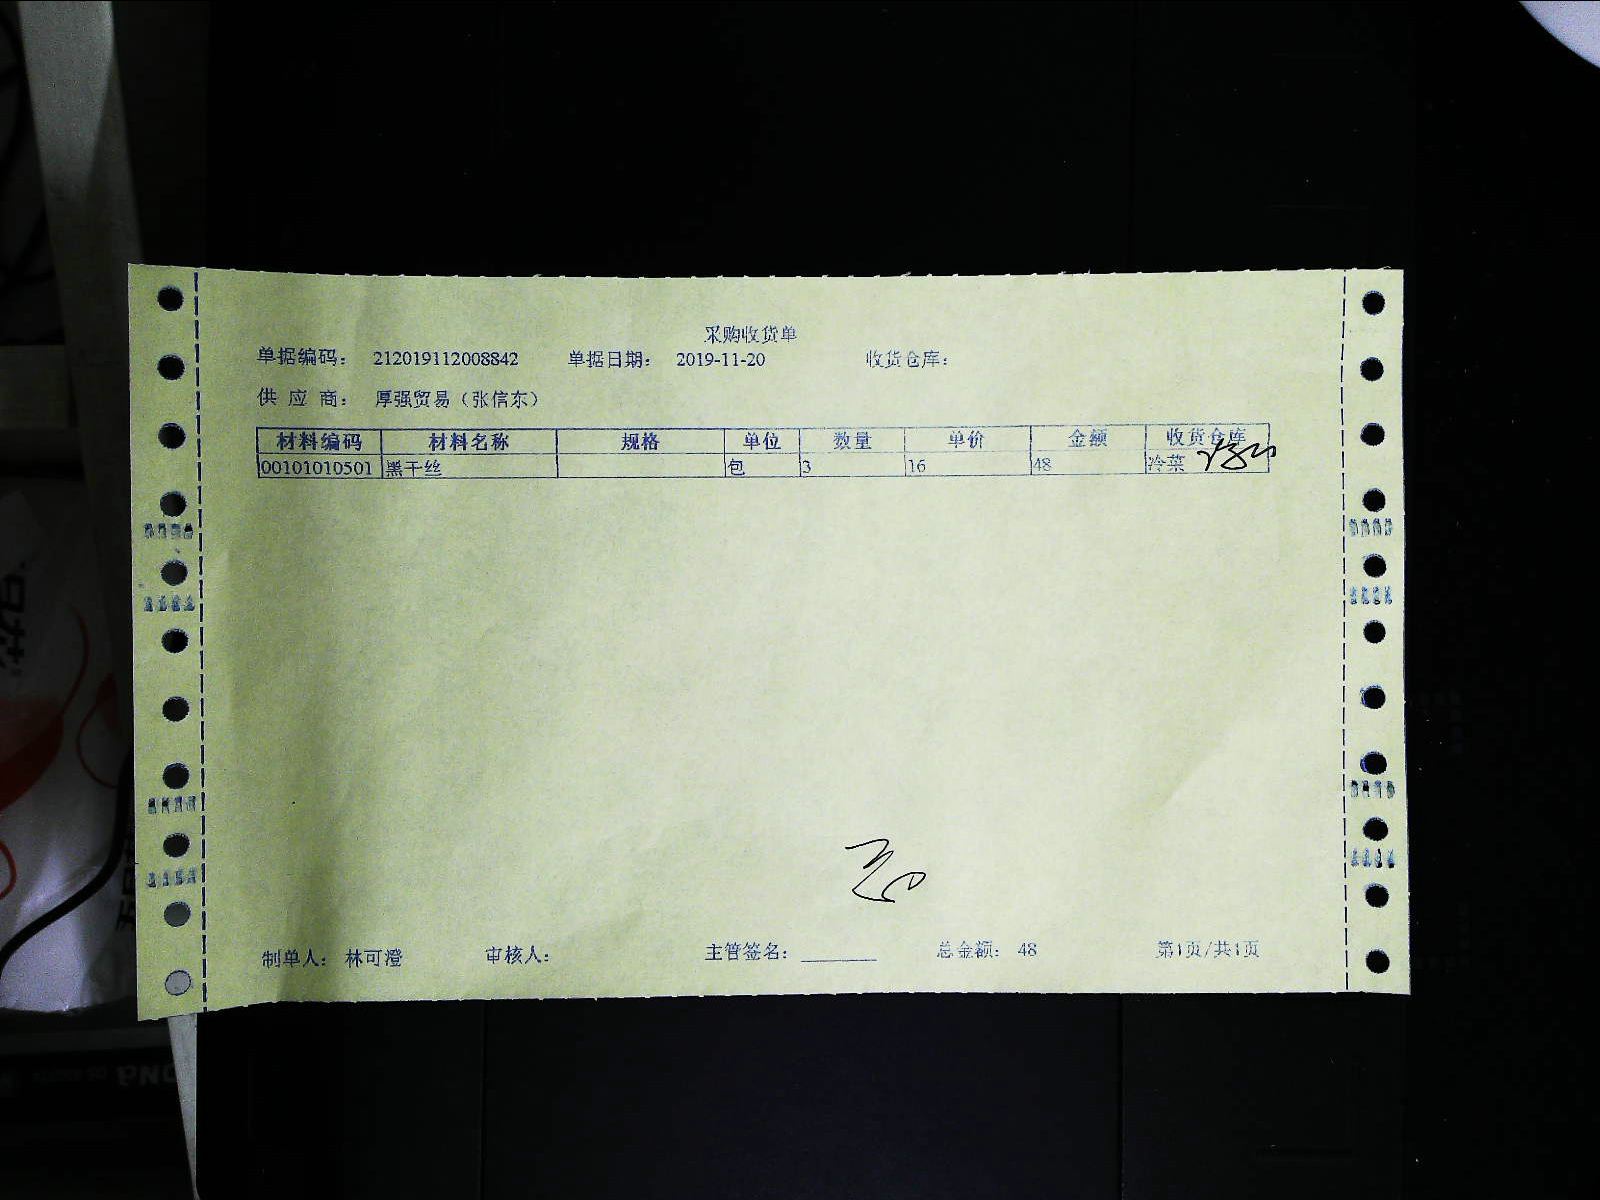 采购收货单
单据编码： 212019112008842 单据日期： 2019-11-20 收货仓库：
供 应 商： 厚强贸易（张信东）
材料编码 材料名称 规格 单位 数量 单价 金额 收货仓库
00101010501 黑干丝 包 3 16 48 冷菜
制单人： 林可澄 审核人： 主管签名： 总金额： 48 第1页/共1页